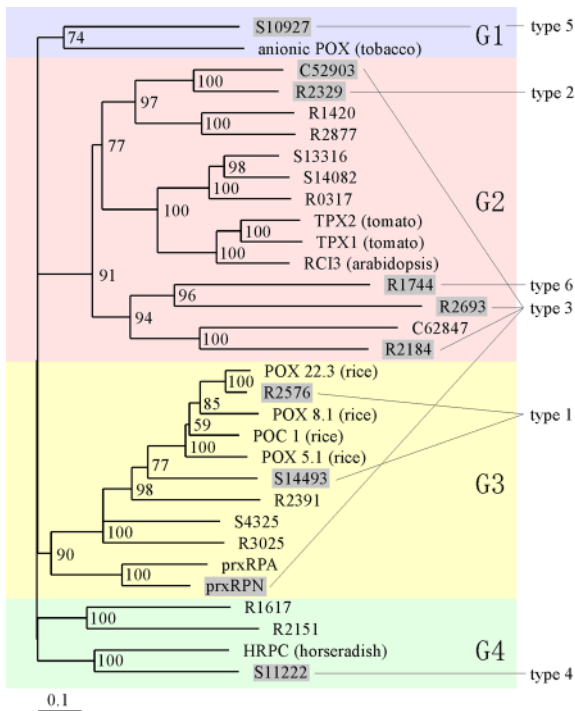 S10927
type 5
G1
74
anionic POX (tobacco)
C52903
100
R2329
type 2
97
R1420
100
R2877
77
S13316
98
S14082
100
R0317
G2
100
TPX2 (tomato)
100
TPX1 (tomato)
100
RCI3 (arabidopsis)
91
R1744
type 6
96
R2693
type 3
94
C62847
100
R2184
POX 22.3 (rice)
100
R2576
85
POX 8.1 (rice)
type 1
59
POC 1 (rice)
100
POX 5.1 (rice)
77
S14493
G3
98
R2391
S4325
100
R3025
90
prxRPA
100
prxRPN
R1617
100
R2151
G4
HRPC (horseradish)
100
S11222
type 4
0.1